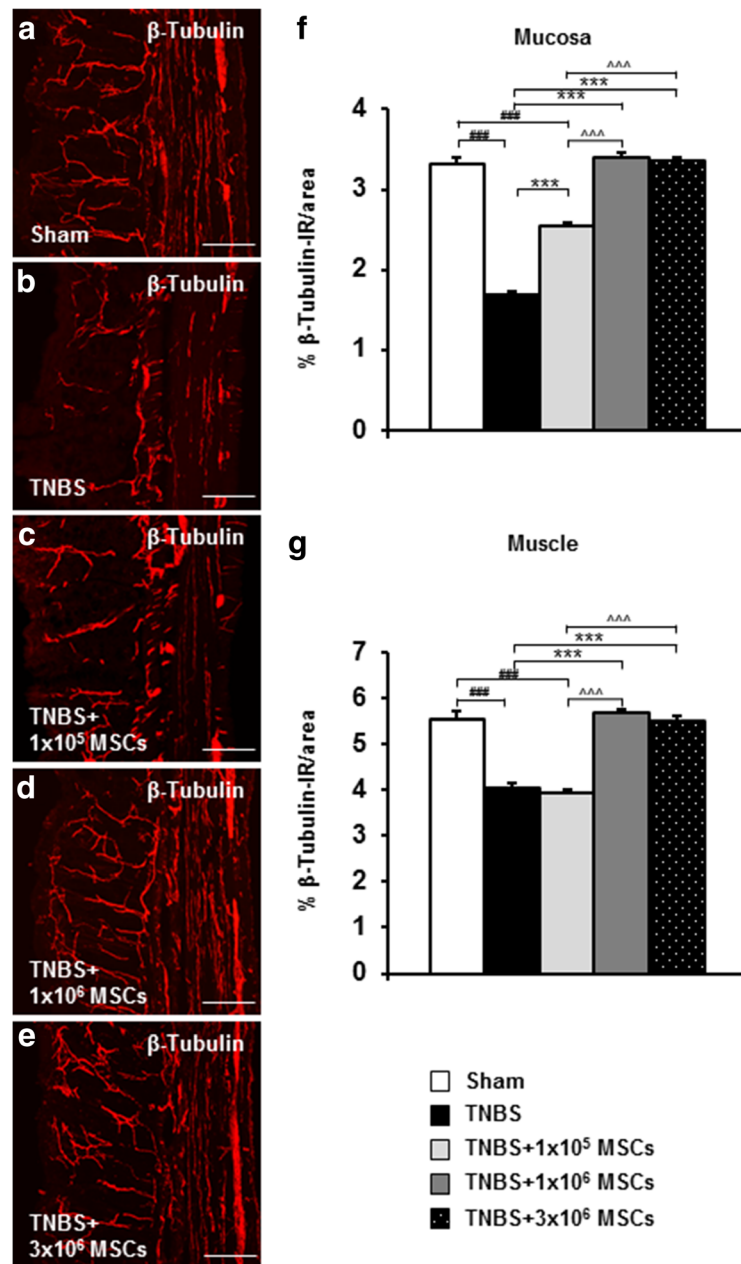 a
β-Tubulin
Sham
b
β-Tubulin
TNBS
c
β-Tubulin
TNBS+
1x10⁵ MSCs
d
β-Tubulin
TNBS+
1x10⁶ MSCs
e
β-Tubulin
TNBS+
3x10⁶ MSCs
f
Mucosa
% β-Tubulin-IR/area
4
3
2
1
0
^^^
***
***
###
###
^^^
***
g
Muscle
% β-Tubulin-IR/area
7
6
5
4
3
2
1
0
^^^
***
***
###
###
^^^
Sham
TNBS
TNBS+1x10⁵ MSCs
TNBS+1x10⁶ MSCs
TNBS+3x10⁶ MSCs